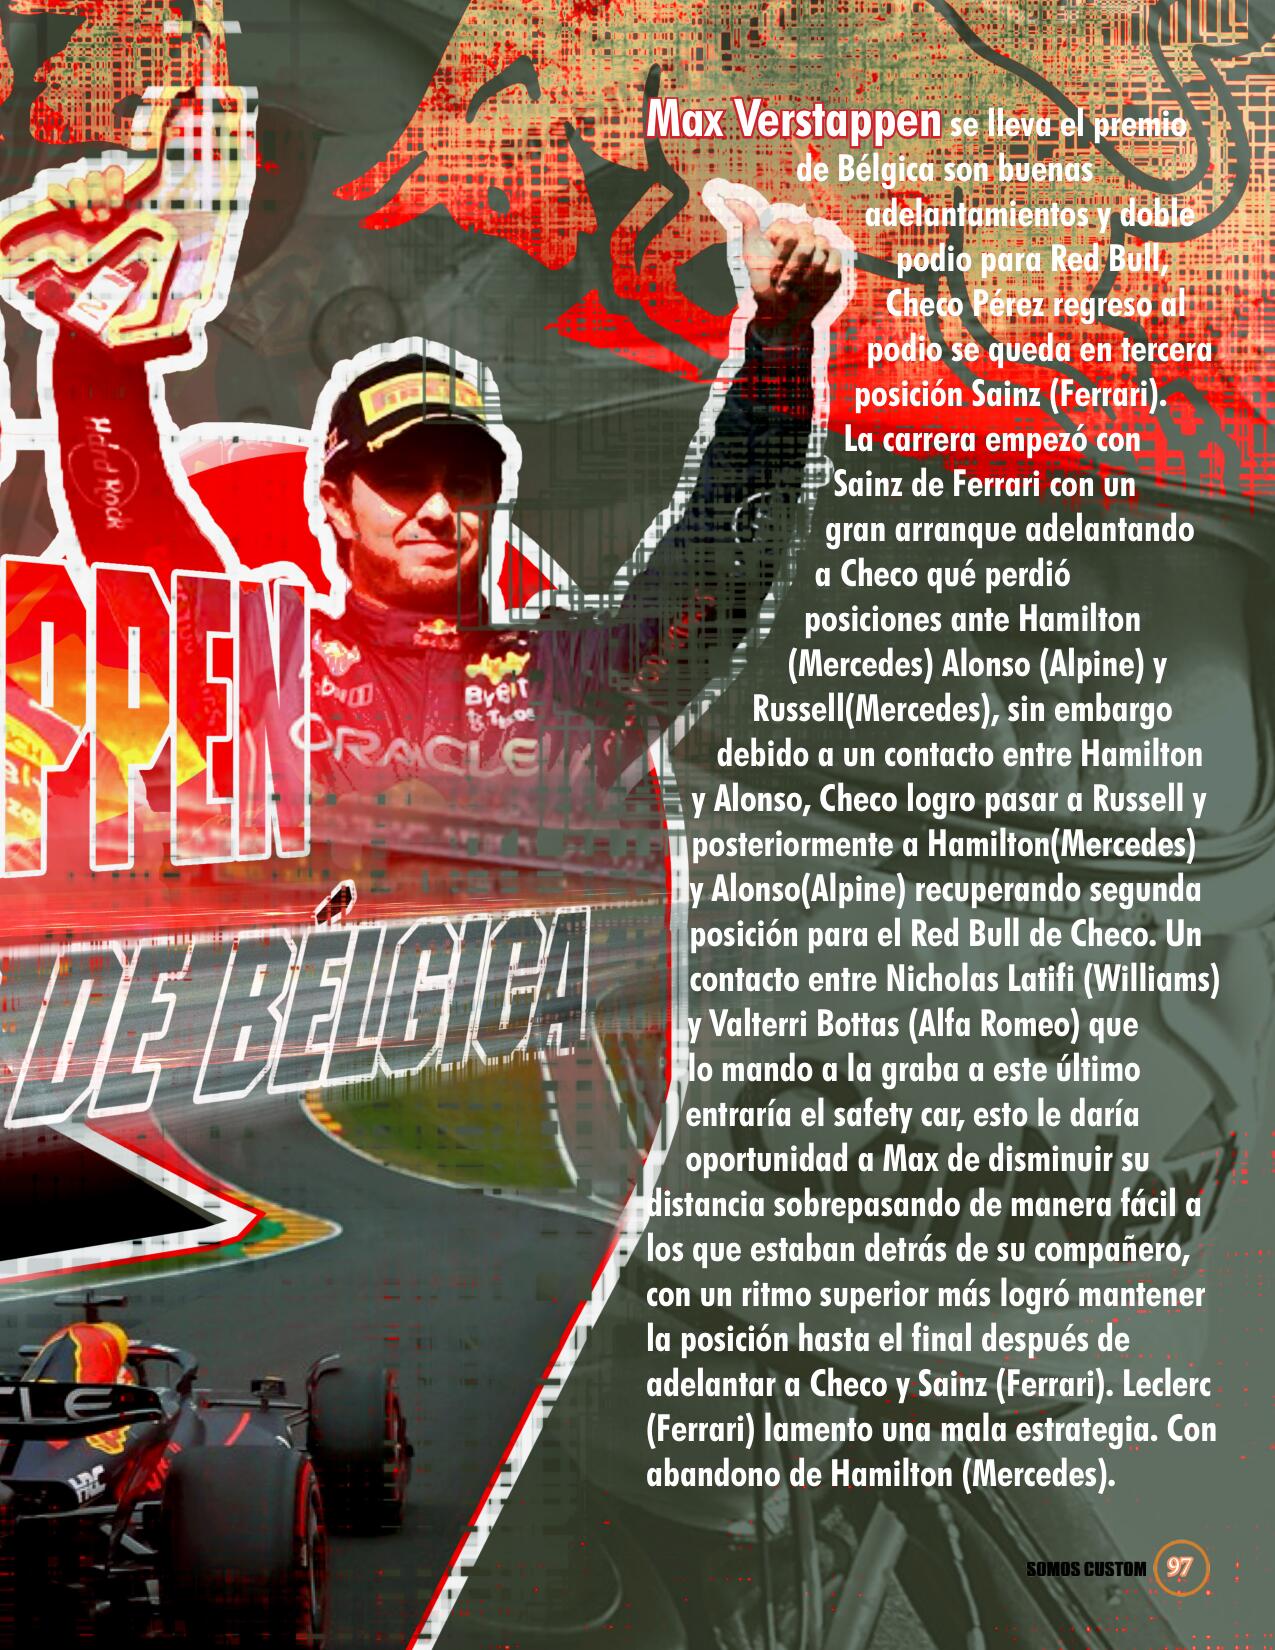 Max Verstappen se lleva el premio
de Bélgica son buenas
adelantamientos y doble
podio para Red Bull,
Checo Pérez regreso al
podio se queda en tercera
posición Sainz (Ferrari).
La carrera empezó con
Sainz de Ferrari con un
gran arranque adelantando
a Checo qué perdió
posiciones ante Hamilton
(Mercedes) Alonso (Alpine) y
Russell(Mercedes), sin embargo
debido a un contacto entre Hamilton
y Alonso, Checo logro pasar a Russell y
posteriormente a Hamilton(Mercedes)
y Alonso(Alpine) recuperando segunda
posición para el Red Bull de Checo. Un
contacto entre Nicholas Latifi (Williams)
y Valterri Bottas (Alfa Romeo) que
lo mando a la graba a este último
entraría el safety car, esto le daría
oportunidad a Max de disminuir su
distancia sobrepasando de manera fácil a
los que estaban detrás de su compañero,
con un ritmo superior más logró mantener
la posición hasta el final después de
adelantar a Checo y Sainz (Ferrari). Leclerc
(Ferrari) lamento una mala estrategia. Con
abandono de Hamilton (Mercedes).
PPEN
DE BÉLGICA
Hard Rock
ORACLE
SOMOS CUSTOM 97